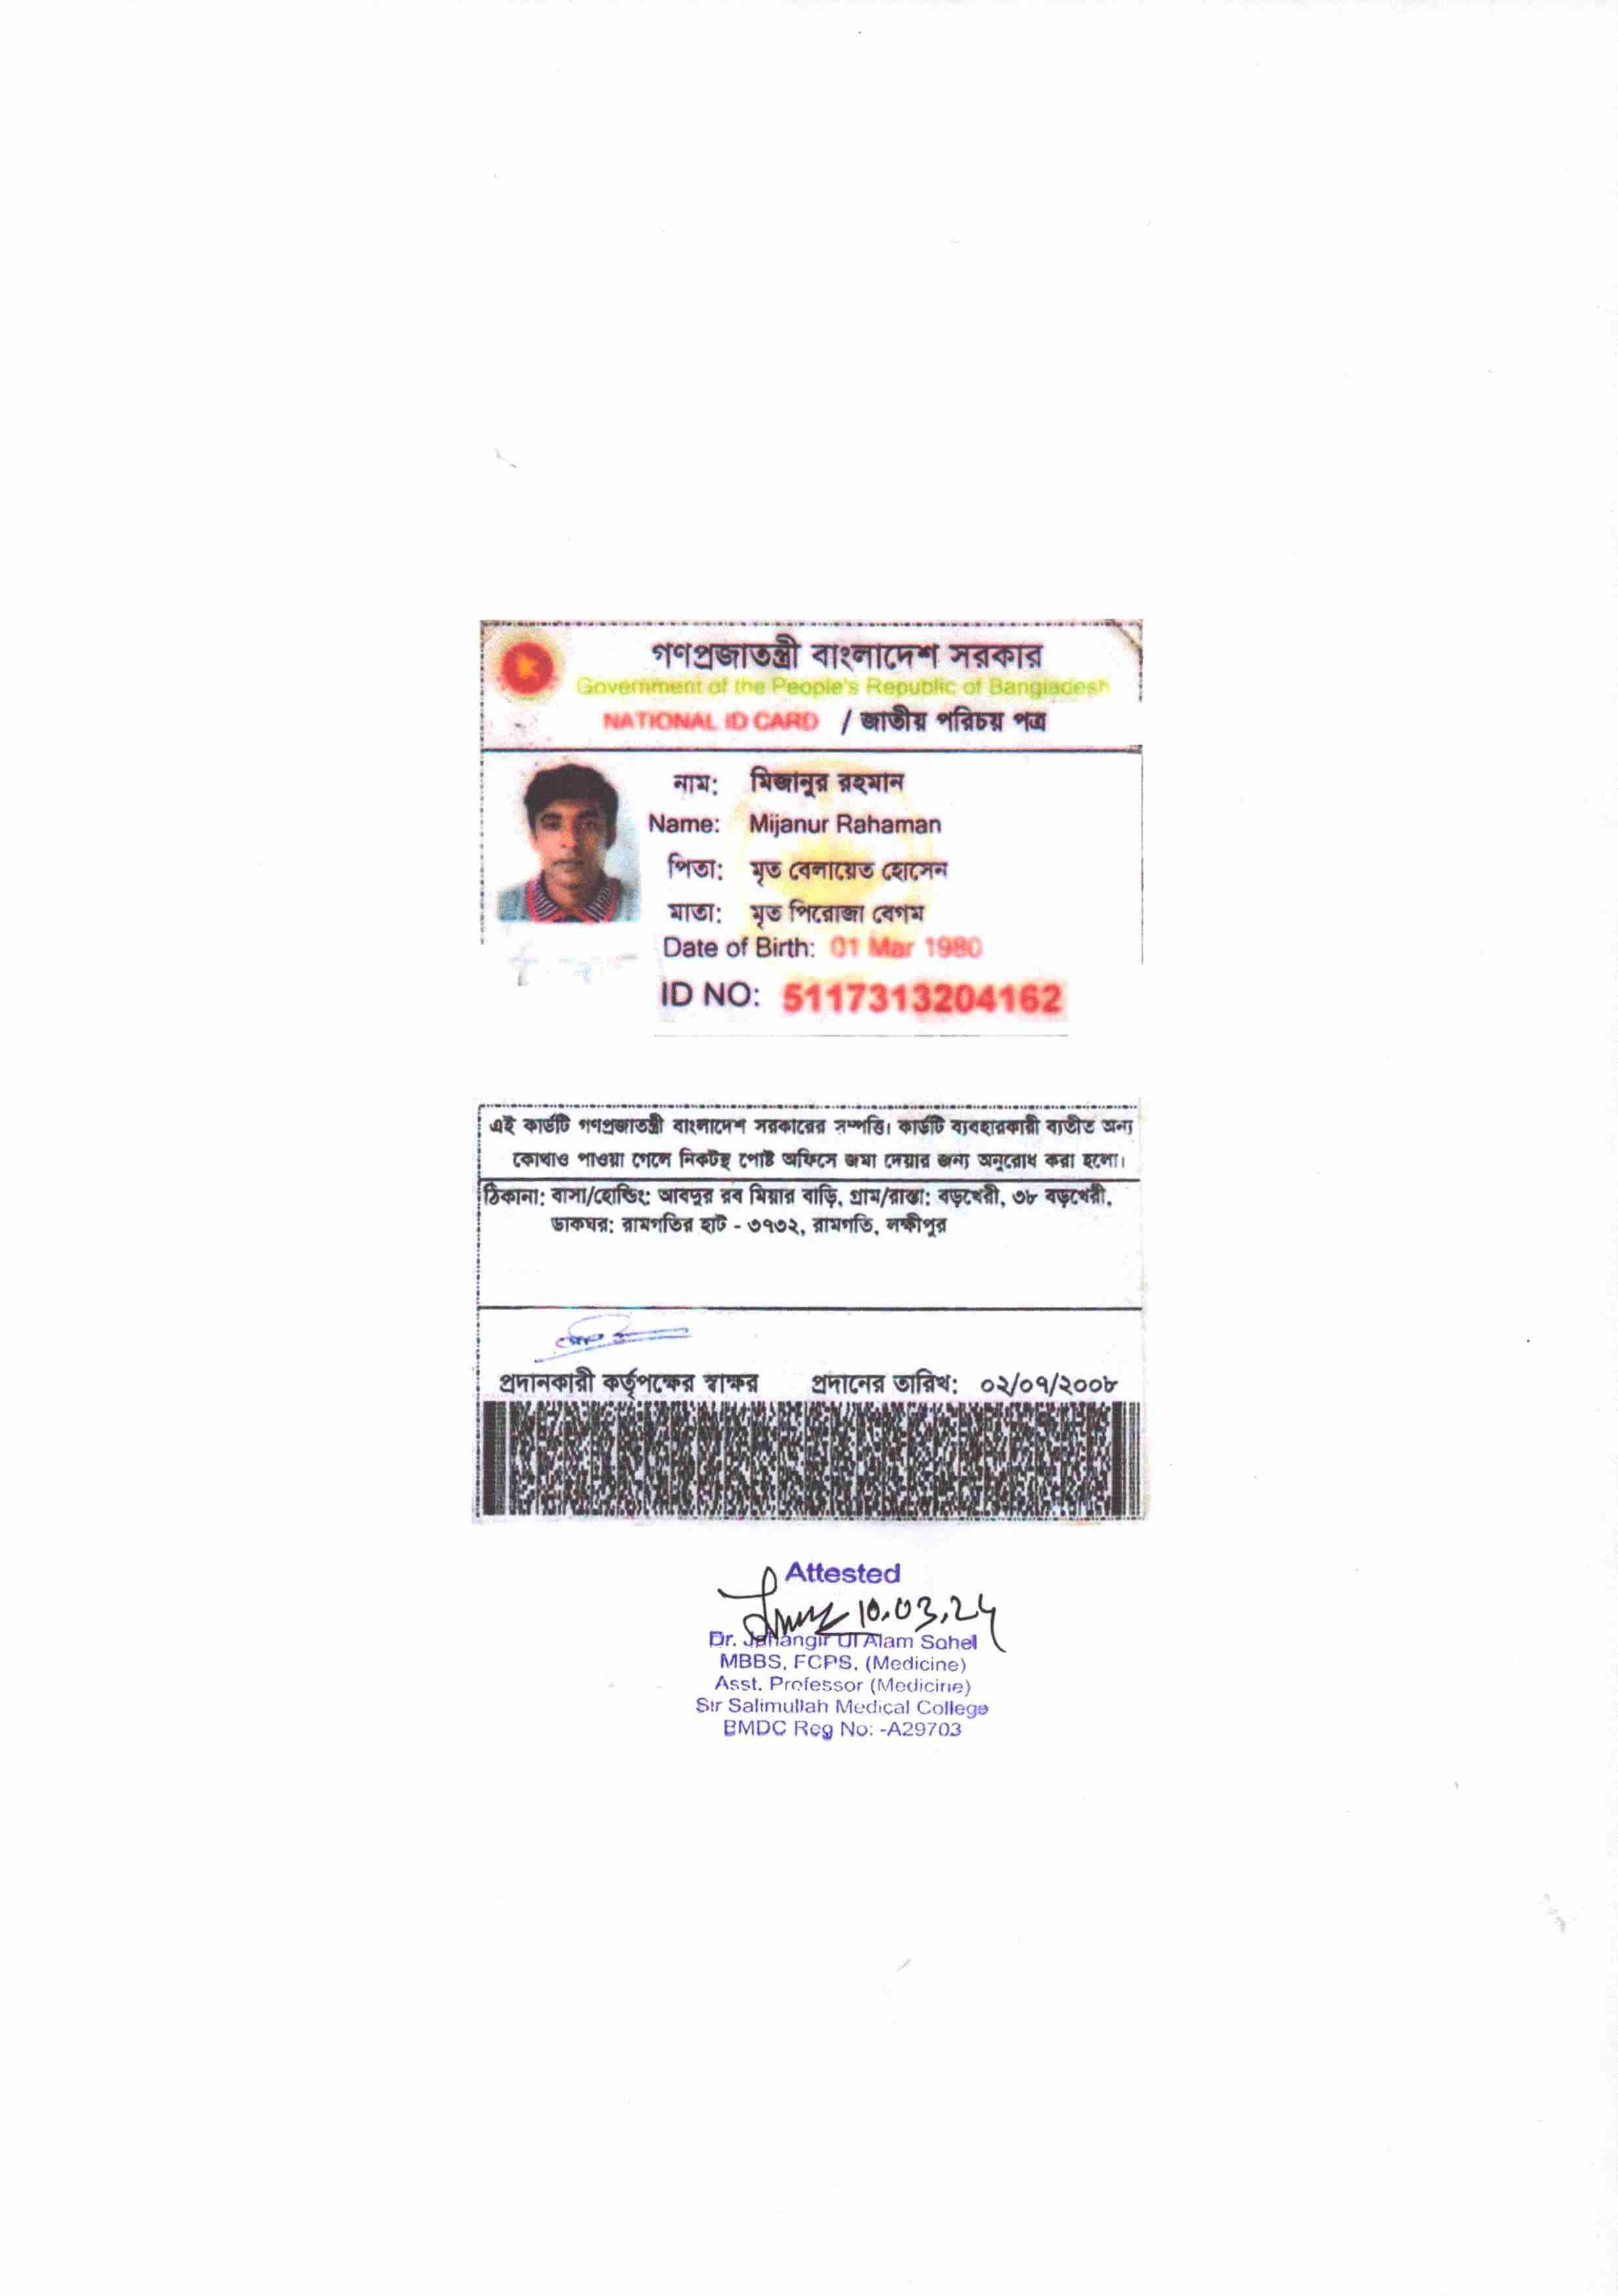 গণপ্রজাতন্ত্রী বাংলাদেশ সরকার
Government of the People's Republic of Bangladesh
NATIONAL ID CARD / জাতীয় পরিচয় পত্র
নাম: মিজানুর রহমান
Name: Mijanur Rahaman
পিতা: মৃত বেলায়েত হোসেন
মাতা: মৃত পিরোজা বেগম
Date of Birth: 01 Mar 1980
ID NO: 5117313204162
এই কার্ডটি গণপ্রজাতন্ত্রী বাংলাদেশ সরকারের সম্পত্তি। কার্ডটি ব্যবহারকারী ব্যতীত অন্য
কোথাও পাওয়া গেলে নিকটস্থ পোষ্ট অফিসে জমা দেয়ার জন্য অনুরোধ করা হলো।
ঠিকানা: বাসা/হোল্ডিং: আবদুর রব মিয়ার বাড়ি, গ্রাম/রাস্তা: বড়খেরী, ৩৮ বড়খেরী,
ডাকঘর: রামগতির হাট - ৩৭৩২, রামগতি, লক্ষীপুর
প্রদানকারী কর্তৃপক্ষের স্বাক্ষর প্রদানের তারিখ: ০২/০৭/২০০৮
Attested
10.03.24
Dr. Jahangir Ul Alam Sohel
MBBS, FCPS, (Medicine)
Asst. Professor (Medicine)
Sir Salimullah Medical College
BMDC Reg No: -A29703